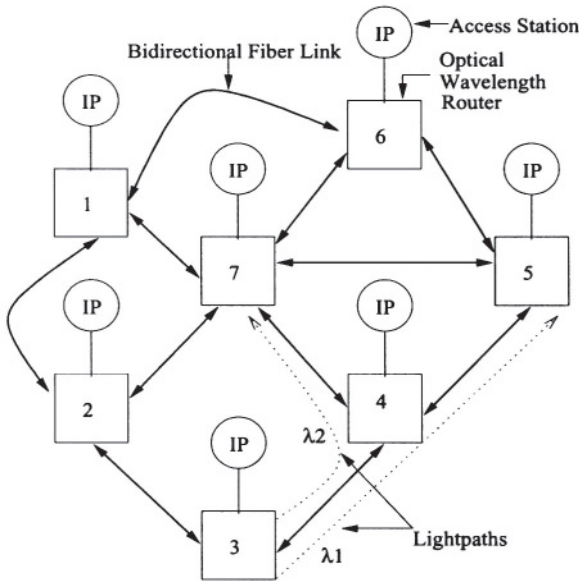 IP
Access Station
Bidirectional Fiber Link
Optical
Wavelength
Router
IP
6
IP
IP
1
7
5
IP
IP
2
4
IP
λ2
3
λ1
Lightpaths